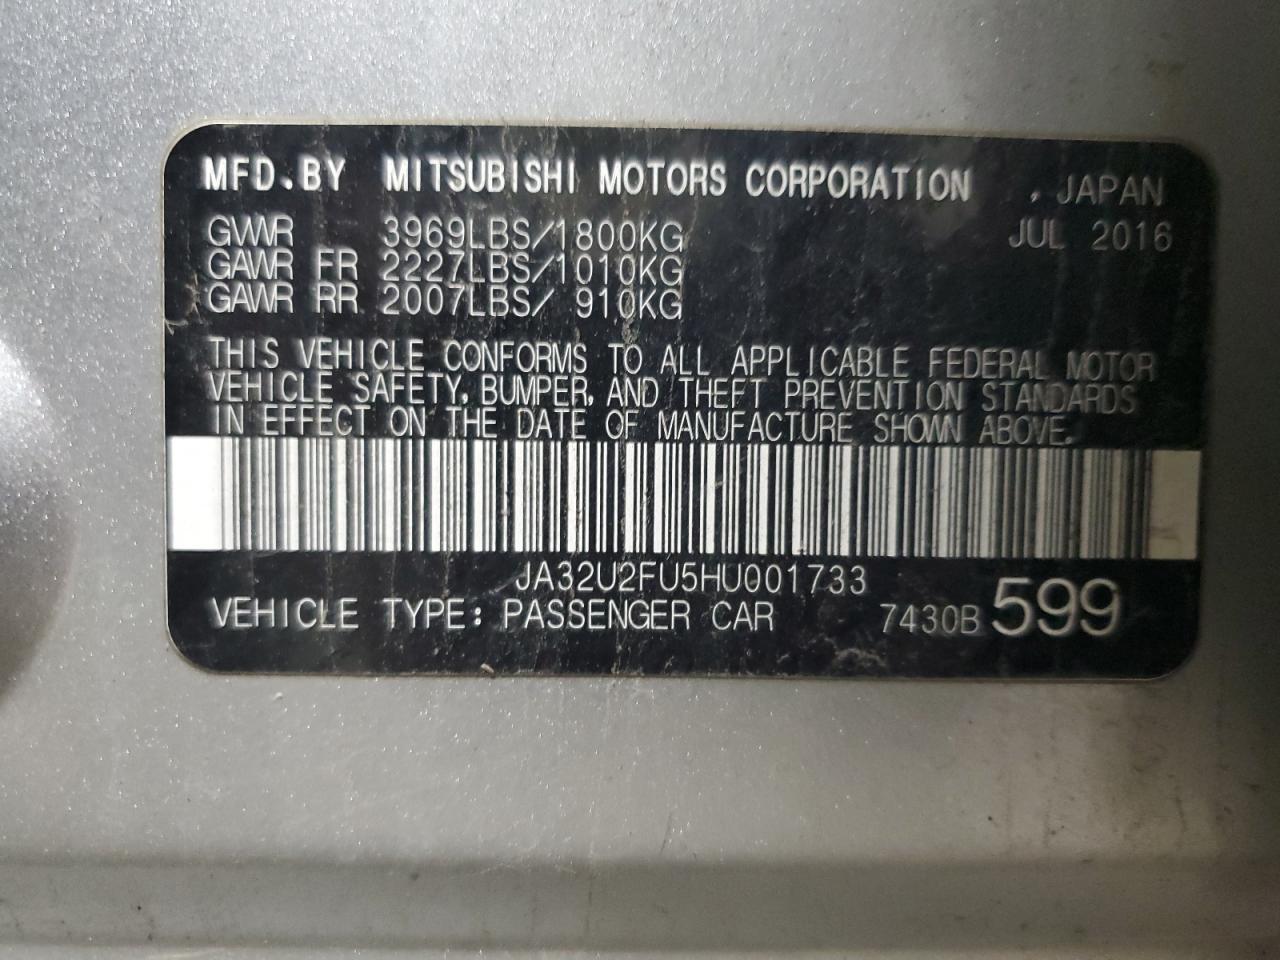 MFD.BY MITSUBISHI MOTORS CORPORATION , JAPAN
GVWR 3969LBS/1800KG JUL 2016
GAWR FR 2227LBS/1010KG
GAWR RR 2007LBS/ 910KG
THIS VEHICLE CONFORMS TO ALL APPLICABLE FEDERAL MOTOR
VEHICLE SAFETY, BUMPER, AND THEFT PREVENTION STANDARDS
IN EFFECT ON THE DATE OF MANUFACTURE SHOWN ABOVE.
JA32U2FU5HU001733
VEHICLE TYPE: PASSENGER CAR 7430B 599